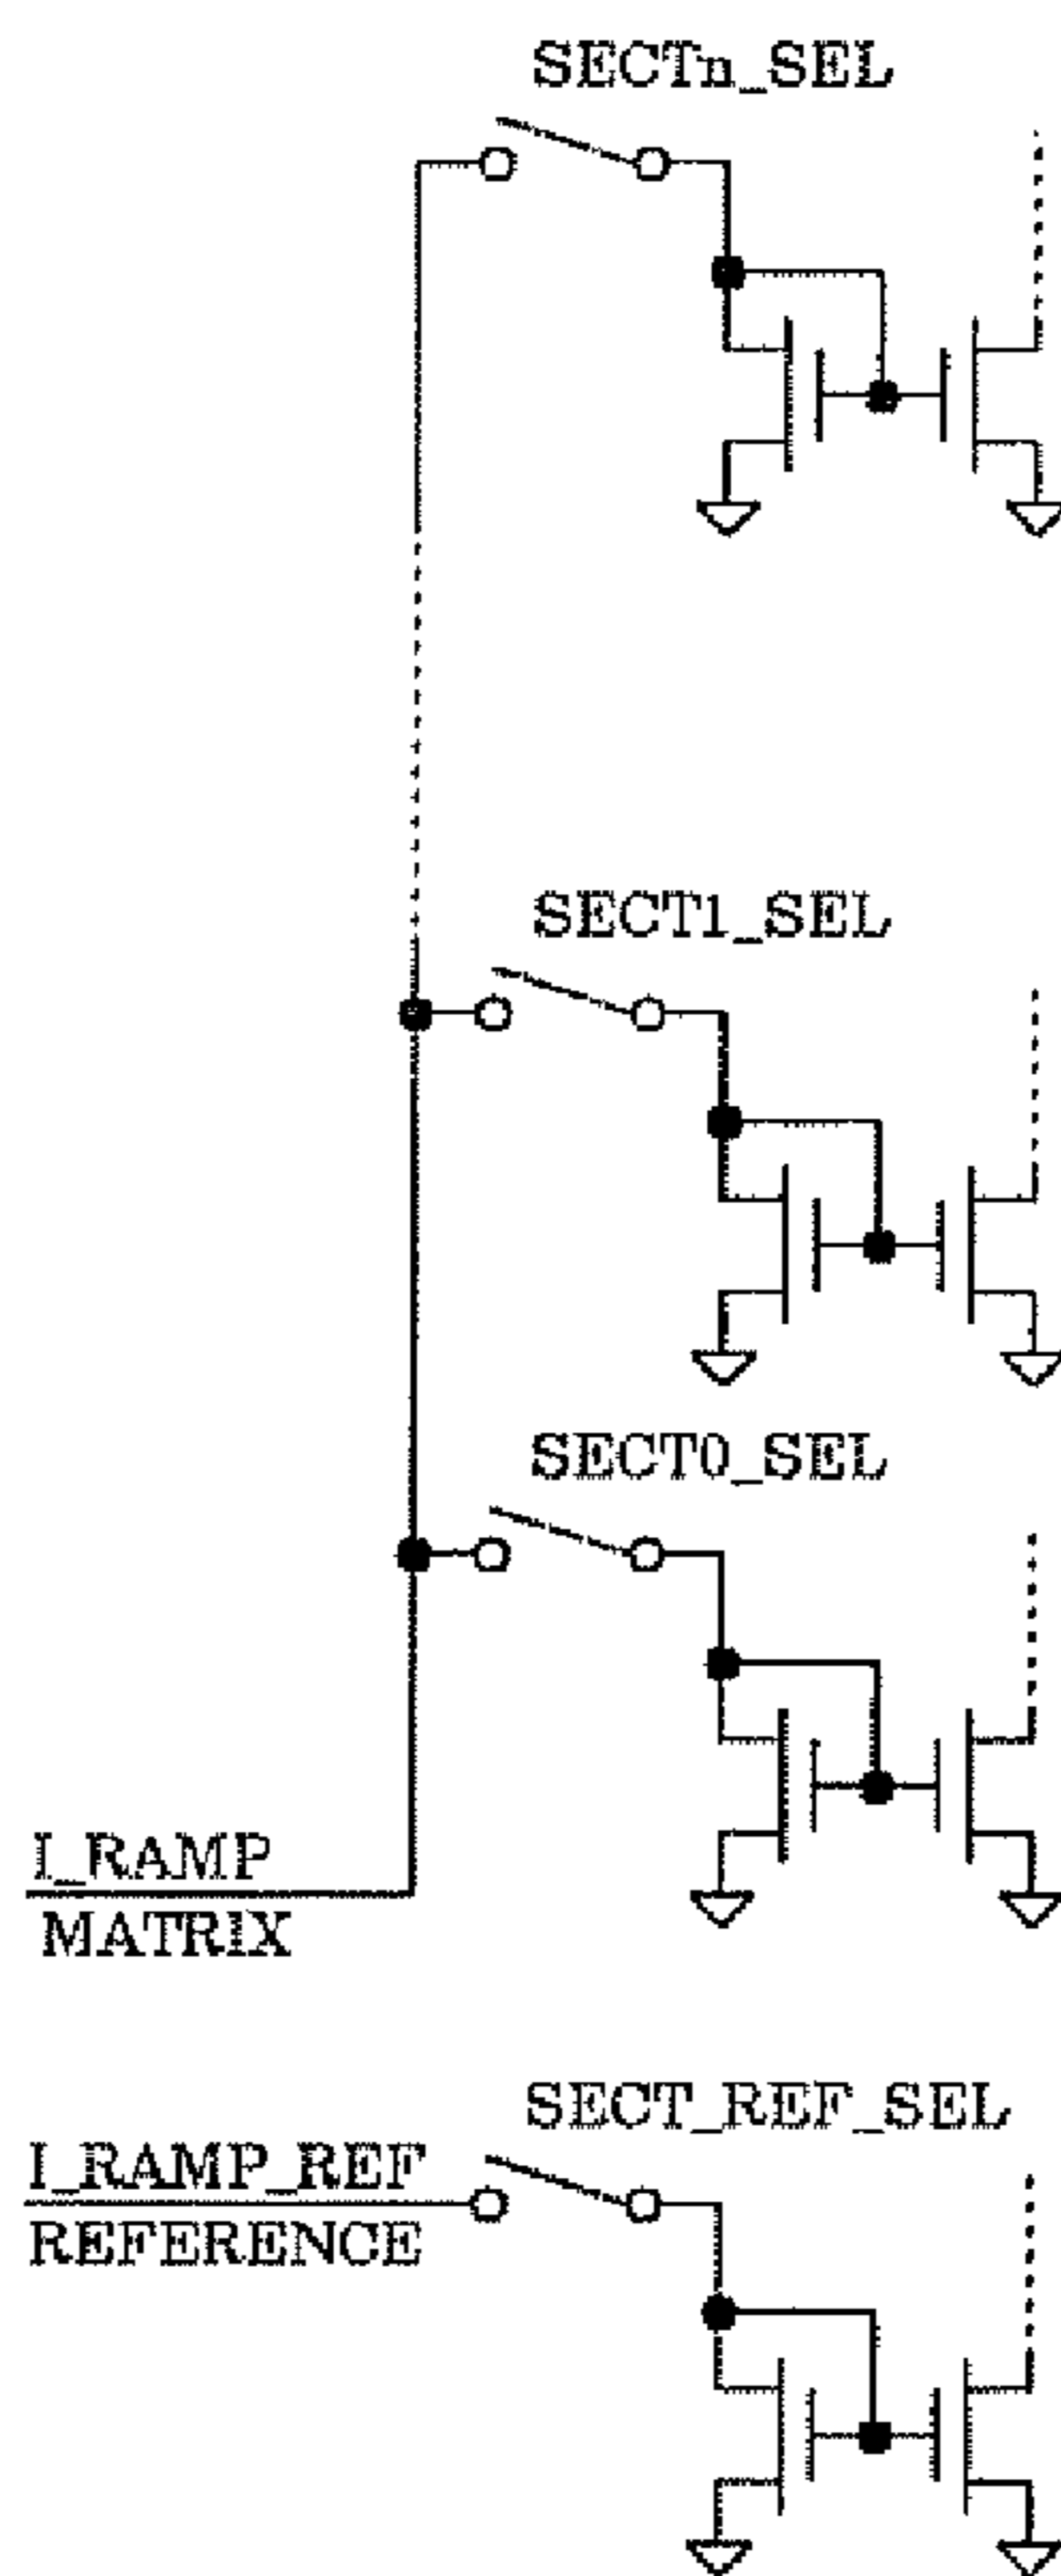 SECTn_SEL
SECT1_SEL
SECT0_SEL
I_RAMP
MATRIX
SECT_REF_SEL
I_RAMP_REF
REFERENCE